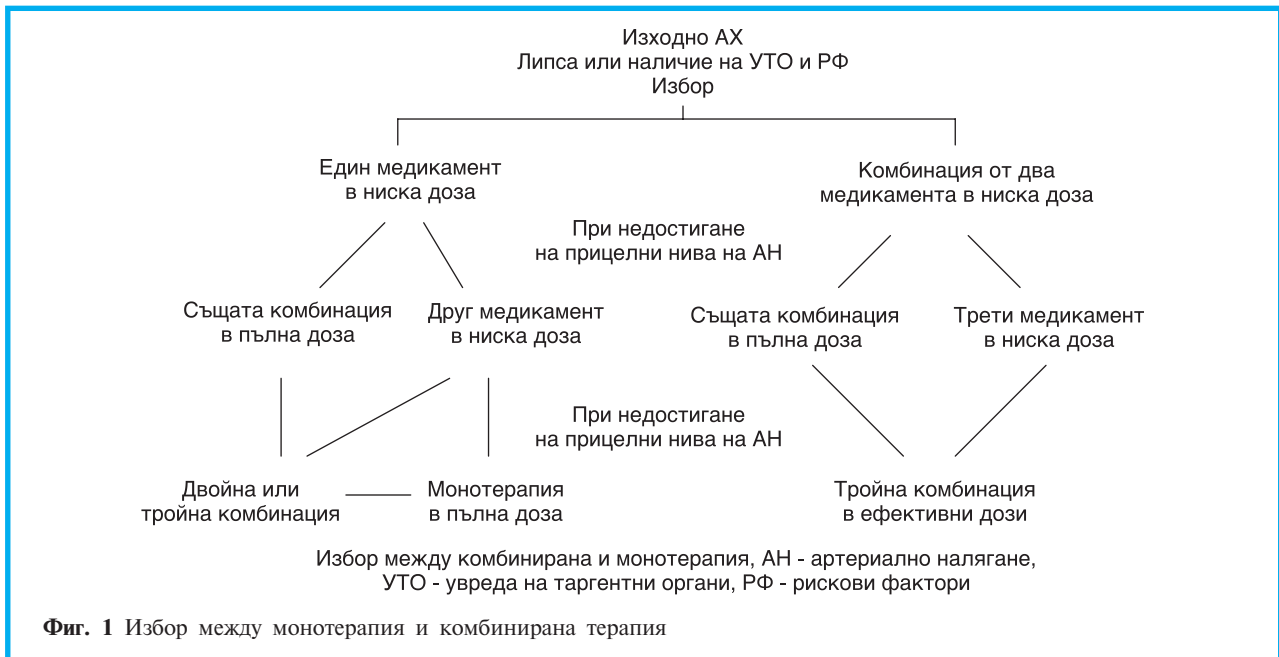 Изходно АХ
Липса или наличие на УТО и РФ
Избор
Един медикамент
в ниска доза
Комбинация от два
медикамента в ниска доза
При недостигане
на прицелни нива на АН
Същата комбинация
в пълна доза
Друг медикамент
в ниска доза
Същата комбинация
в пълна доза
Трети медикамент
в ниска доза
При недостигане
на прицелни нива на АН
Двойна или
тройна комбинация
Монотерапия
в пълна доза
Тройна комбинация
в ефективни дози
Избор между комбинирана и монотерапия, АН - артериално налягане,
УТО - увреда на таргентни органи, РФ - рискови фактори
Фиг. 1 Избор между монотерапия и комбинирана терапия